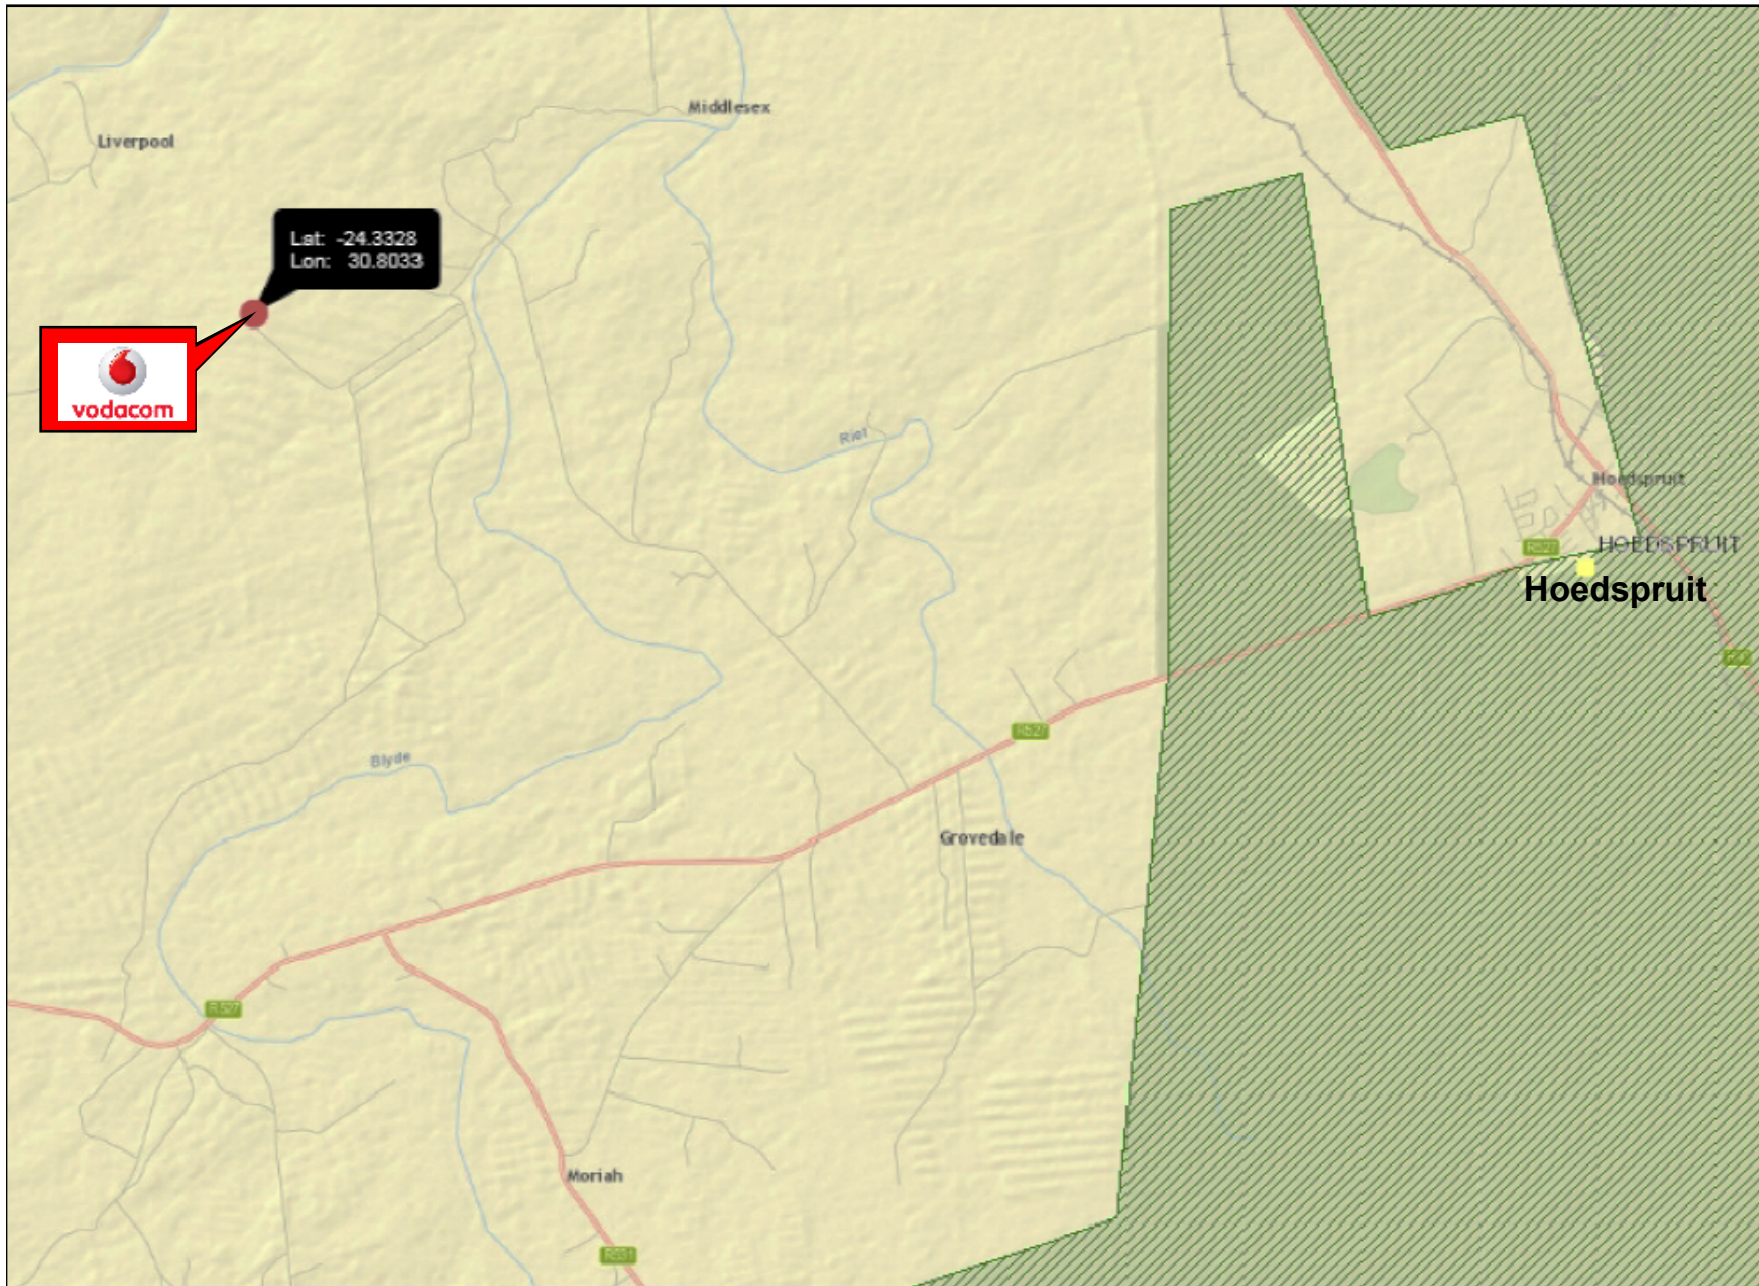 Middlesex
Liverpool
Lat: -24.3328
Lon: 30.8033
vodacom
Riet
Hoedspruit
R527
HOEDSPRUIT
Hoedspruit
R527
Blyde
Grovedale
R527
Moriah
R531